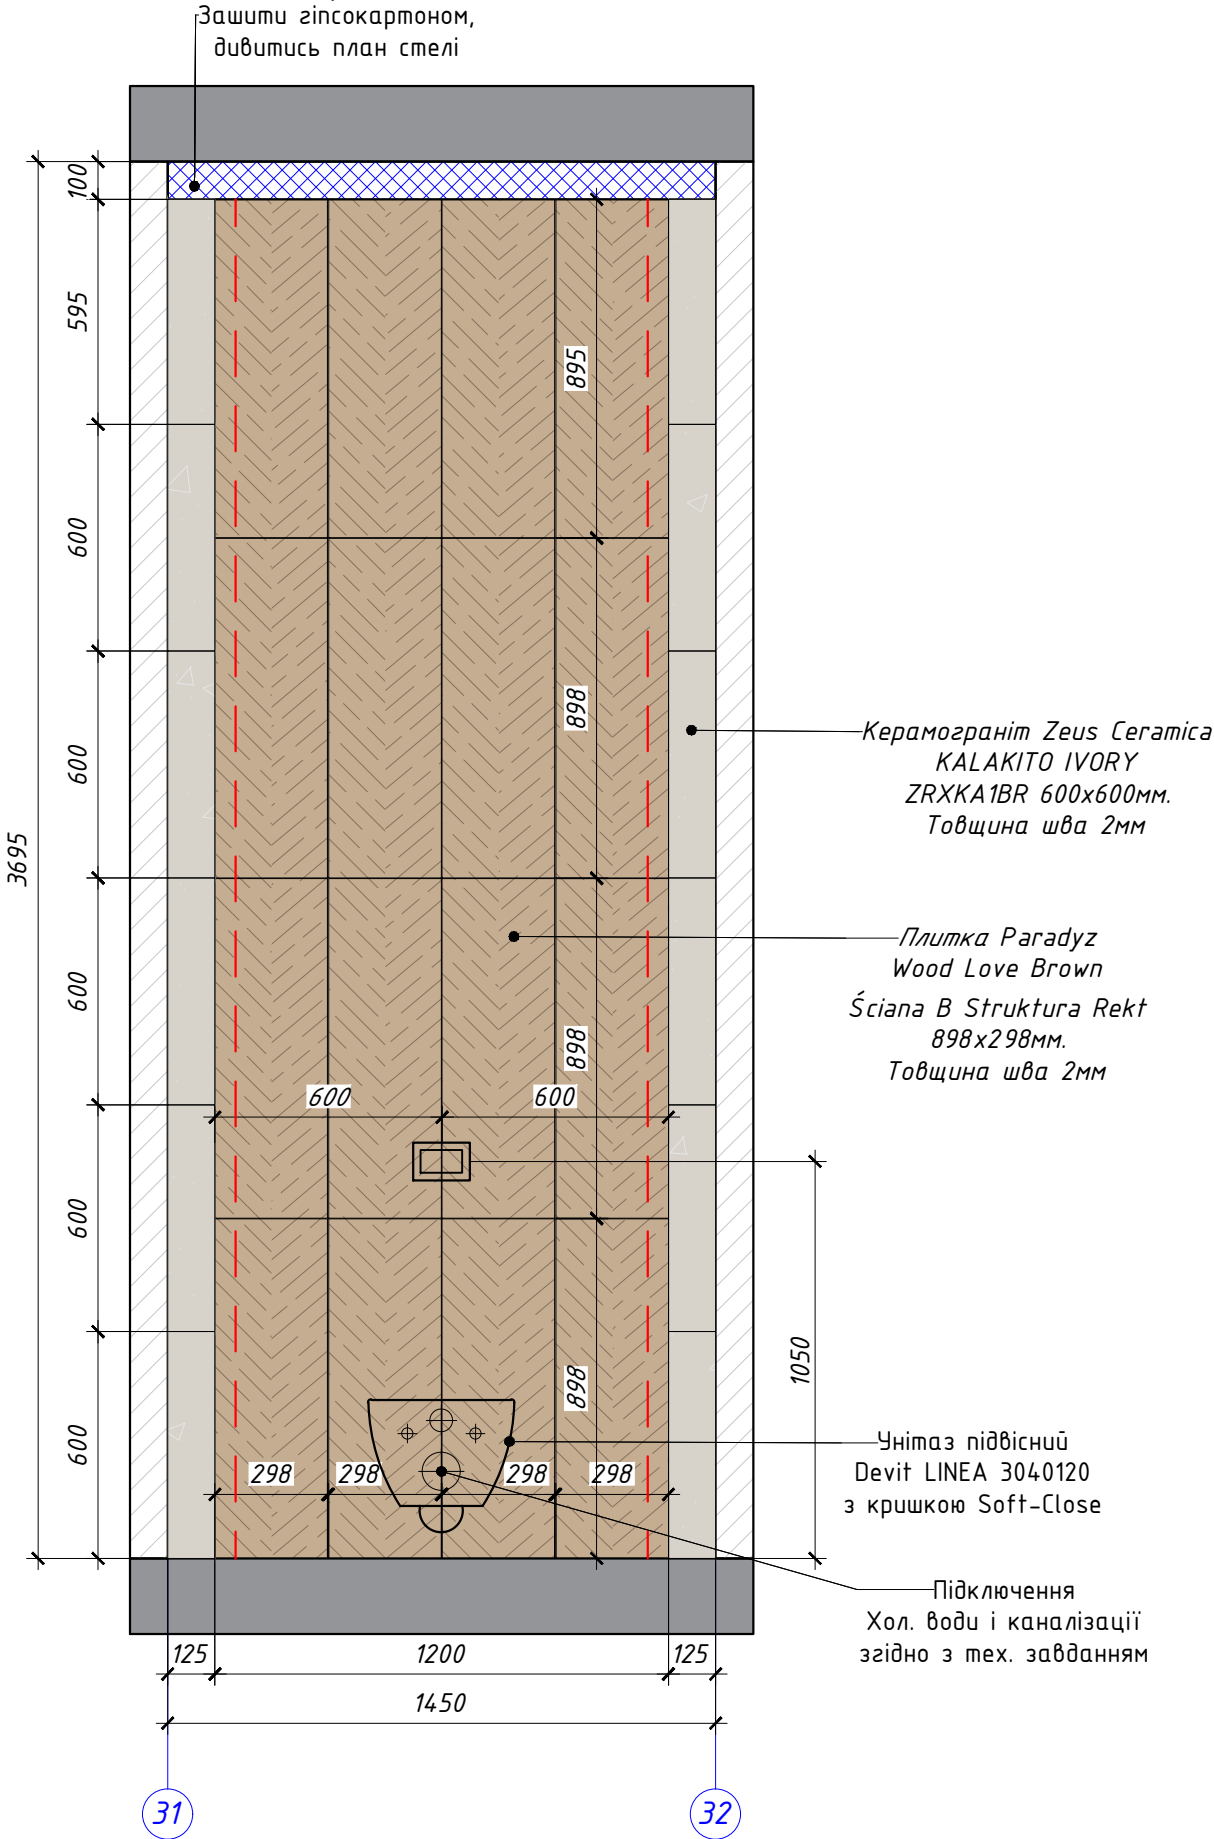 Зашити гіпсокартоном,
дивитись план стелі
100
595
895
600
898
600
Керамограніт Zeus Ceramica
KALAKITO IVORY
ZRXKA1BR 600x600мм.
Товщина шва 2мм
3695
Плитка Paradyz
Wood Love Brown
Ściana B Struktura Rekt
898x298мм.
Товщина шва 2мм
600
898
600
600
600
1050
898
600
Унітаз підвісний
Devit LINEA 3040120
з кришкою Soft-Close
298
298
298
298
Підключення
Хол. води і каналізації
згідно з тех. завданням
125
1200
125
1450
31
32